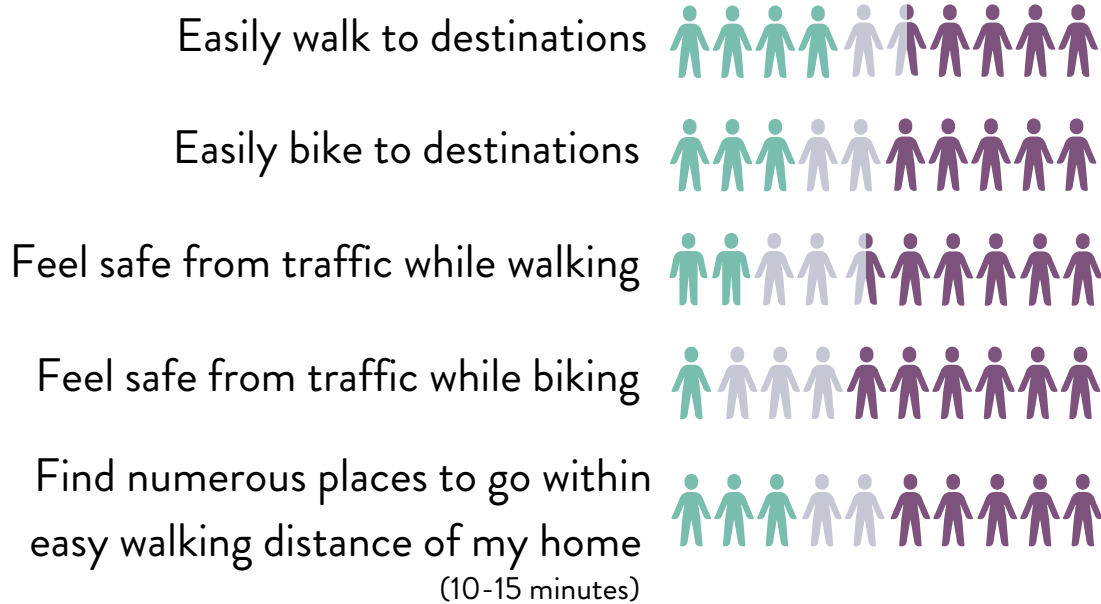 Easily walk to destinations
Easily bike to destinations
Feel safe from traffic while walking
Feel safe from traffic while biking
Find numerous places to go within
easy walking distance of my home
(10-15 minutes)